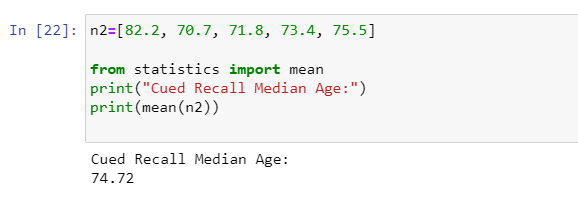 In [22]: n2=[82.2, 70.7, 71.8, 73.4, 75.5]
from statistics import mean
print("Cued Recall Median Age:")
print(mean(n2))
Cued Recall Median Age:
74.72